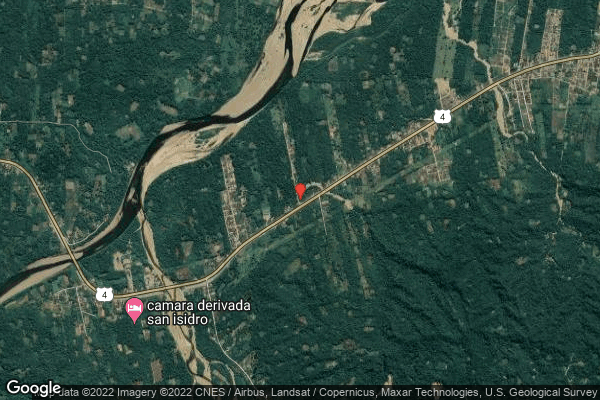 4
4
camara derivada
san isidro
Google
data ©2022 Imagery ©2022 CNES / Airbus, Landsat / Copernicus, Maxar Technologies, U.S. Geological Survey